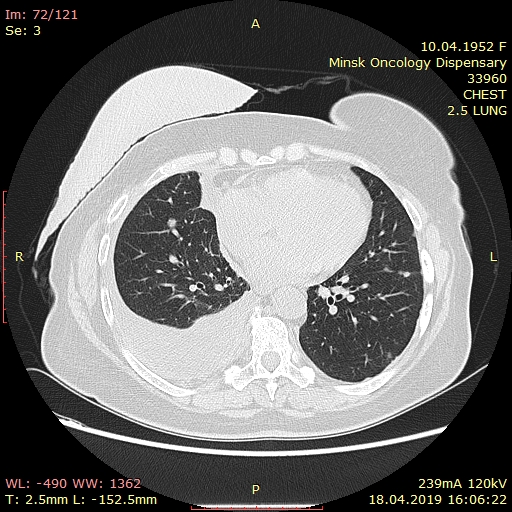 Im: 72/121
Se: 3
A
10.04.1952 F
Minsk Oncology Dispensary
33960
CHEST
2.5 LUNG
R
L
WL: -490 WW: 1362
T: 2.5mm L: -152.5mm
P
239mA 120kV
18.04.2019 16:06:22